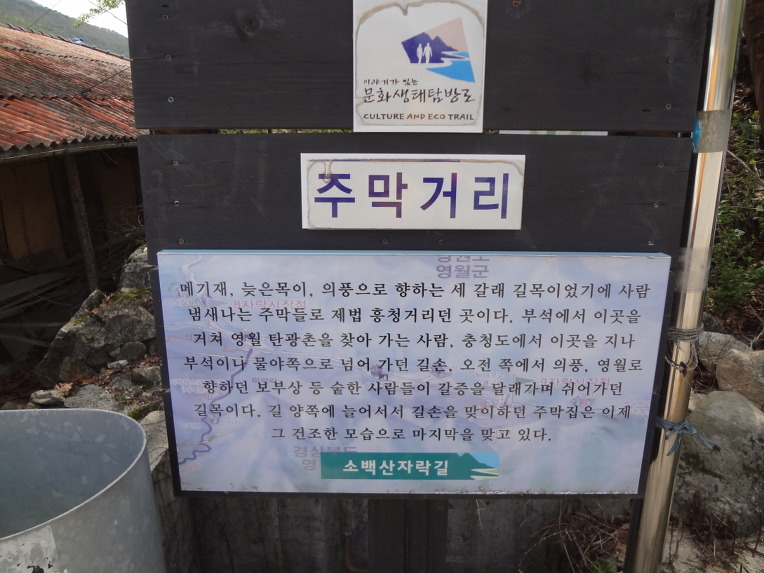 이야기가 있는
문화생태탐방로
CULTURE AND ECO TRAIL
주막거리
영월군
메기재, 늦은목이, 의풍으로 향하는 세 갈래 길목이었기에 사람
냄새나는 주막들로 제법 흥청거리던 곳이다. 부석에서 이곳을
거쳐 영월 탄광촌을 찾아 가는 사람, 충청도에서 이곳을 지나
부석이나 물야쪽으로 넘어 가던 길손, 오전 쪽에서 의풍, 영월로
향하던 보부상 등 숱한 사람들이 갈증을 달래가며 쉬어가던
길목이다. 길 양쪽에 늘어서서 길손을 맞이하던 주막집은 이제
그 건조한 모습으로 마지막을 맞고 있다.
경상북도
소백산자락길